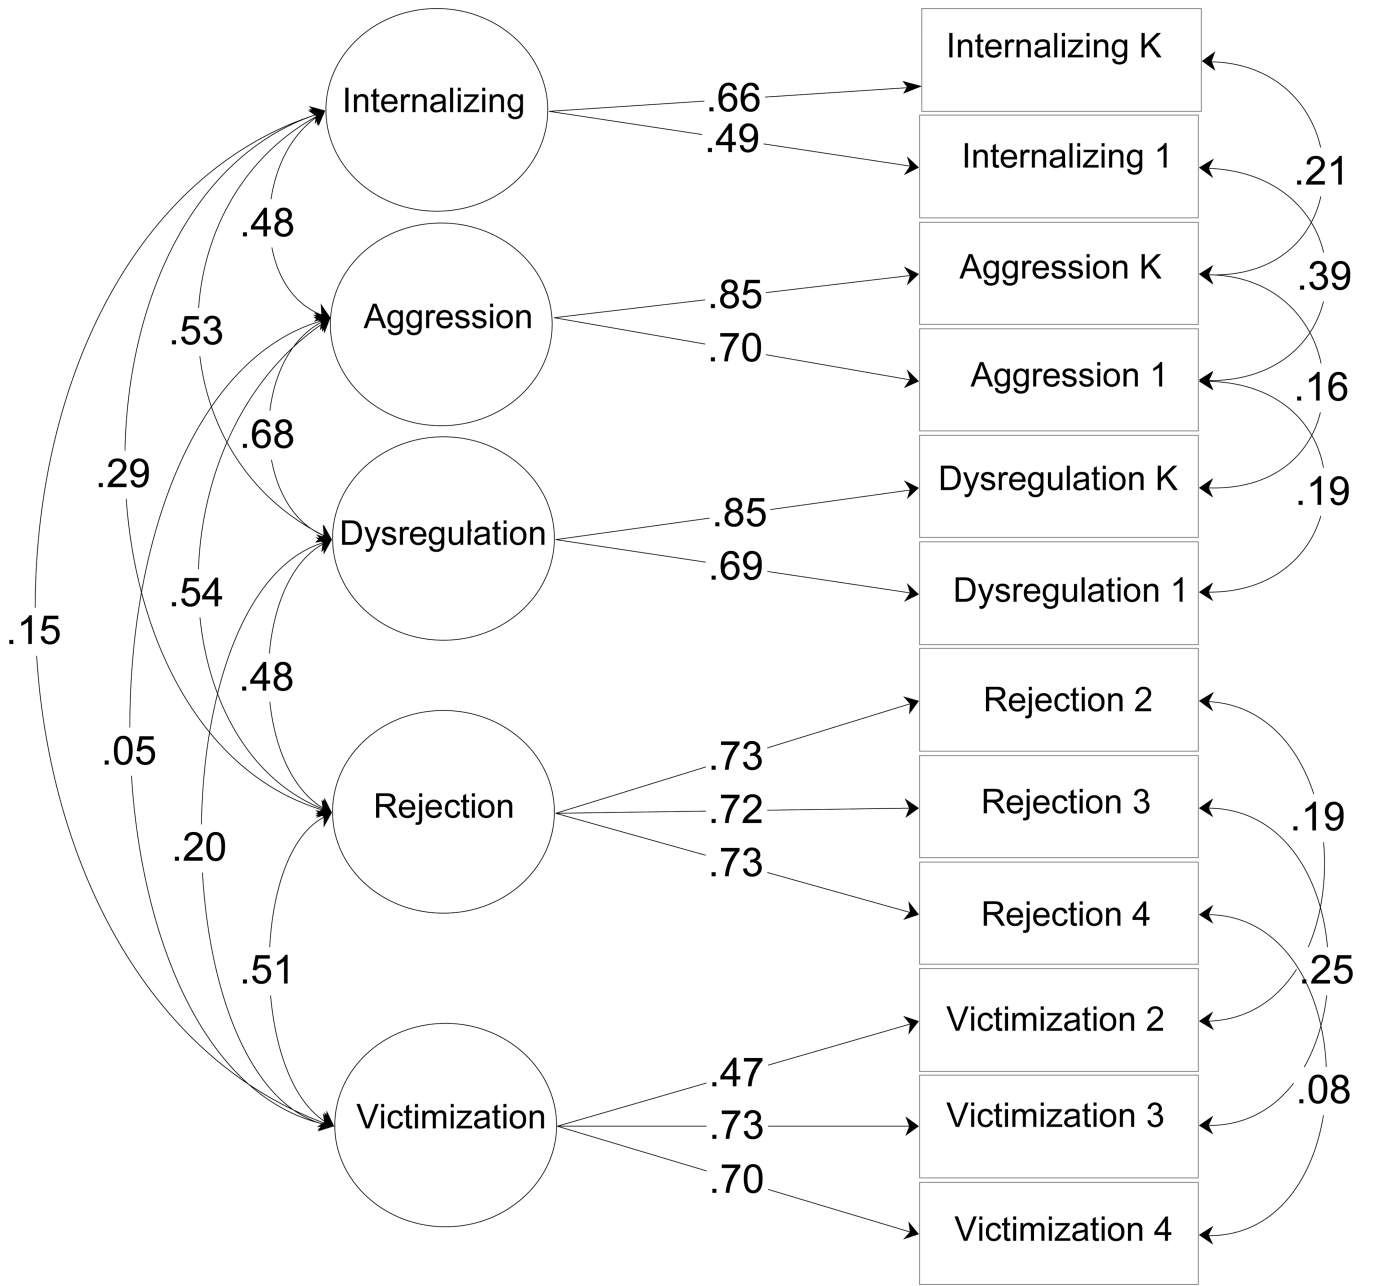 Internalizing
Aggression
Dysregulation
Rejection
Victimization
.48
.53
.68
.29
.54
.15
.48
.05
.20
.51
.66
.49
.85
.70
.85
.69
.73
.72
.73
.47
.73
.70
Internalizing K
Internalizing 1
Aggression K
Aggression 1
Dysregulation K
Dysregulation 1
Rejection 2
Rejection 3
Rejection 4
Victimization 2
Victimization 3
Victimization 4
.21
.39
.16
.19
.19
.25
.08